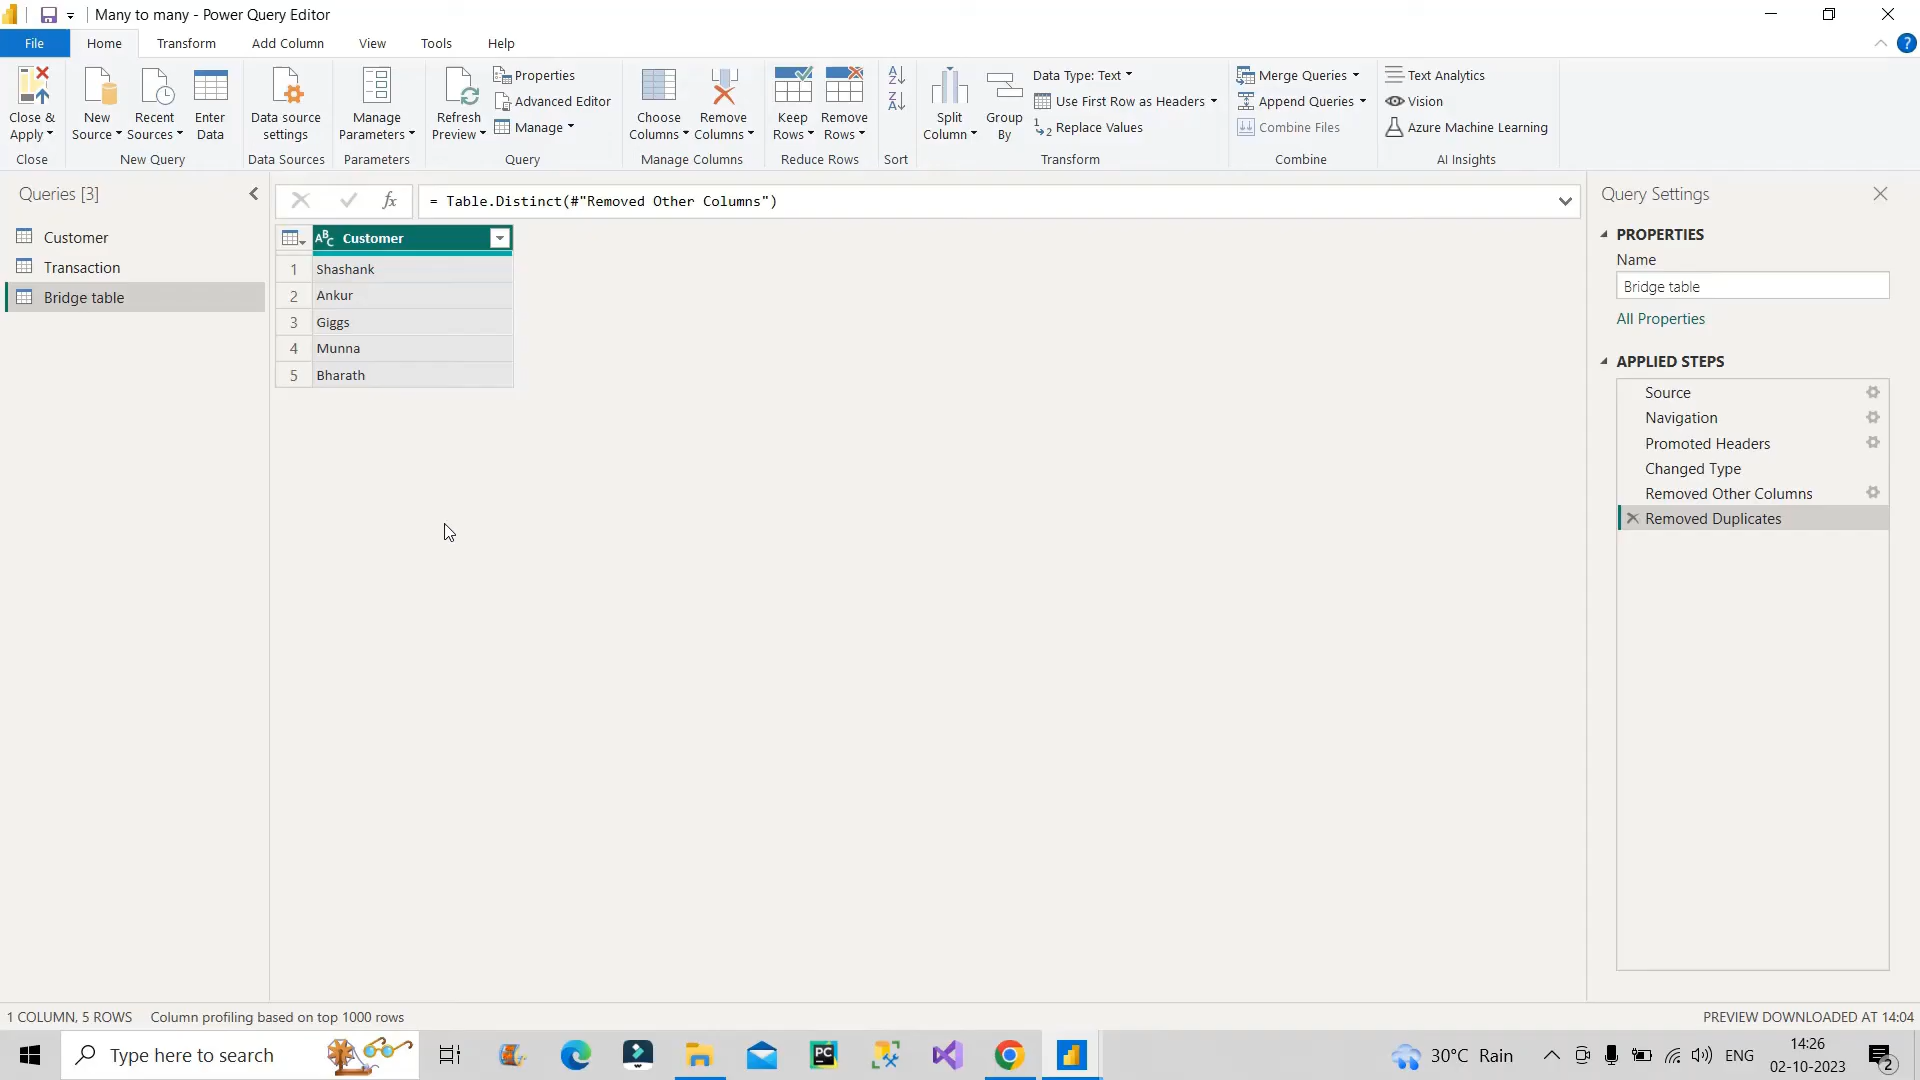 Many to many - Power Query Editor
File Home Transform Add Column View Tools Help
Close & Apply
New Source
Recent Sources
Enter Data
Data source settings
Manage Parameters
Refresh Preview
Properties
Advanced Editor
Manage
Choose Columns
Remove Columns
Keep Rows
Remove Rows
Split Column
Group By
Data Type: Text
Use First Row as Headers
Replace Values
Merge Queries
Append Queries
Combine Files
Text Analytics
Vision
Azure Machine Learning
Close New Query Data Sources Parameters Query Manage Columns Reduce Rows Sort Transform Combine AI Insights
Queries [3]
Customer
Transaction
Bridge table
fx = Table.Distinct(#"Removed Other Columns")
ABC Customer
1 Shashank
2 Ankur
3 Giggs
4 Munna
5 Bharath
Query Settings
PROPERTIES
Name
Bridge table
All Properties
APPLIED STEPS
Source
Navigation
Promoted Headers
Changed Type
Removed Other Columns
Removed Duplicates
1 COLUMN, 5 ROWS Column profiling based on top 1000 rows PREVIEW DOWNLOADED AT 14:04
Type here to search
PC
30°C Rain
ENG
14:26
02-10-2023
2